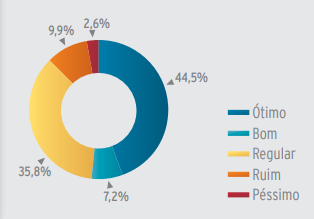 2,6%
9,9%
44,5%
35,8%
7,2%
Ótimo
Bom
Regular
Ruim
Péssimo